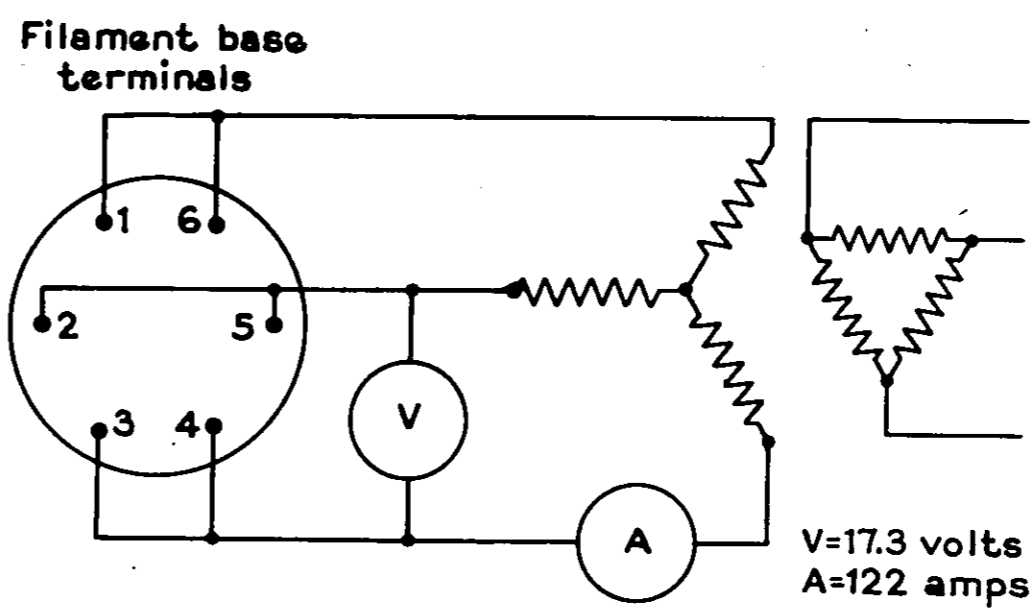 Filament base
terminals
1 6
2 5
3 4
V
A
V=17.3 volts
A=122 amps